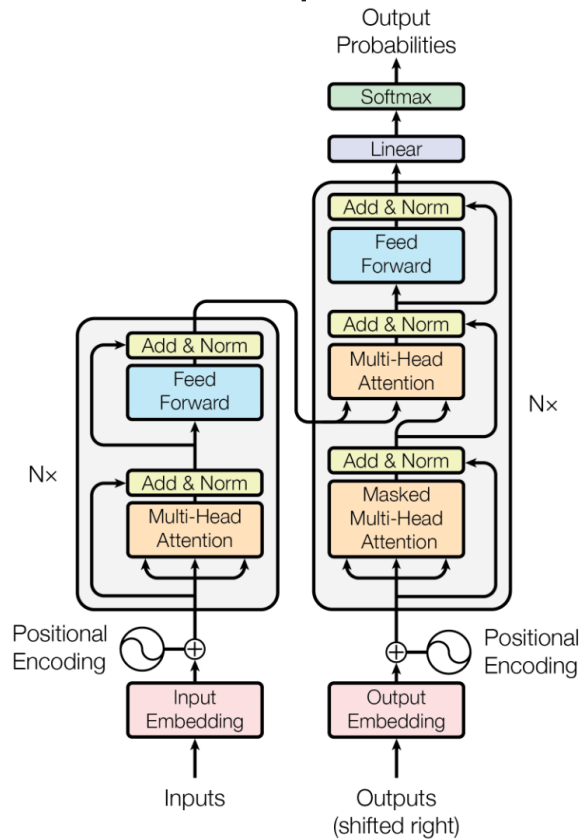 Output
Probabilities
Softmax
Linear
Add & Norm
Feed
Forward
Add & Norm
Multi-Head
Attention
Add & Norm
Masked
Multi-Head
Attention
N×
Positional
Encoding
Output
Embedding
Outputs
(shifted right)
Add & Norm
Feed
Forward
Add & Norm
Multi-Head
Attention
N×
Positional
Encoding
Input
Embedding
Inputs